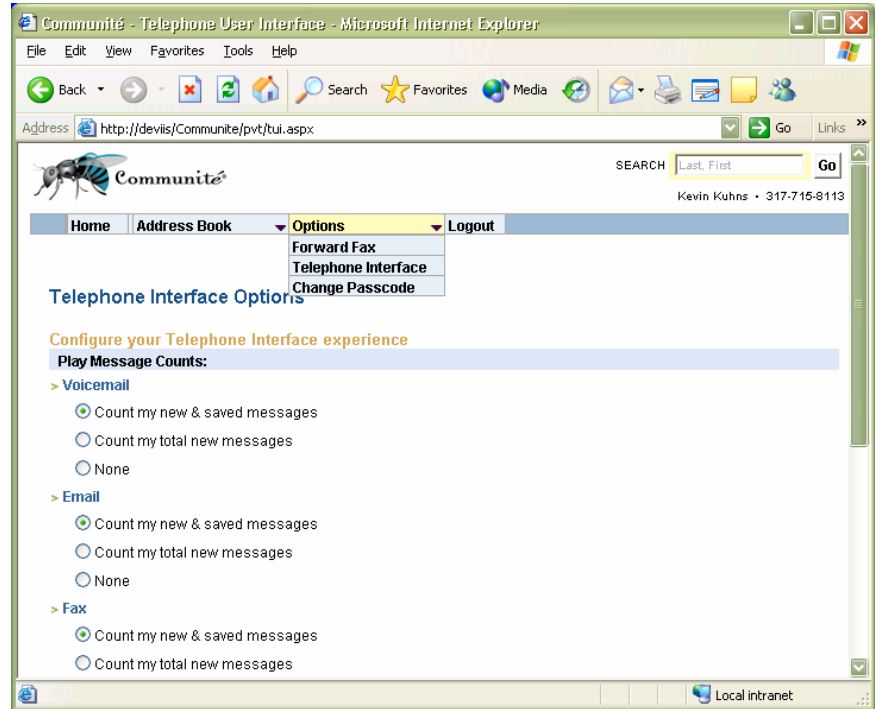 Communité - Telephone User Interface - Microsoft Internet Explorer
File Edit View Favorites Tools Help
Back Search Favorites Media
Address http://deviis/Communite/pvt/tui.aspx Go Links »
Communité
SEARCH Last, First Go
Kevin Kuhns • 317-715-8113
Home Address Book Options Logout
Forward Fax
Telephone Interface
Change Passcode
Telephone Interface Options
Configure your Telephone Interface experience
Play Message Counts:
> Voicemail
Count my new & saved messages
Count my total new messages
None
> Email
Count my new & saved messages
Count my total new messages
None
> Fax
Count my new & saved messages
Count my total new messages
Local intranet